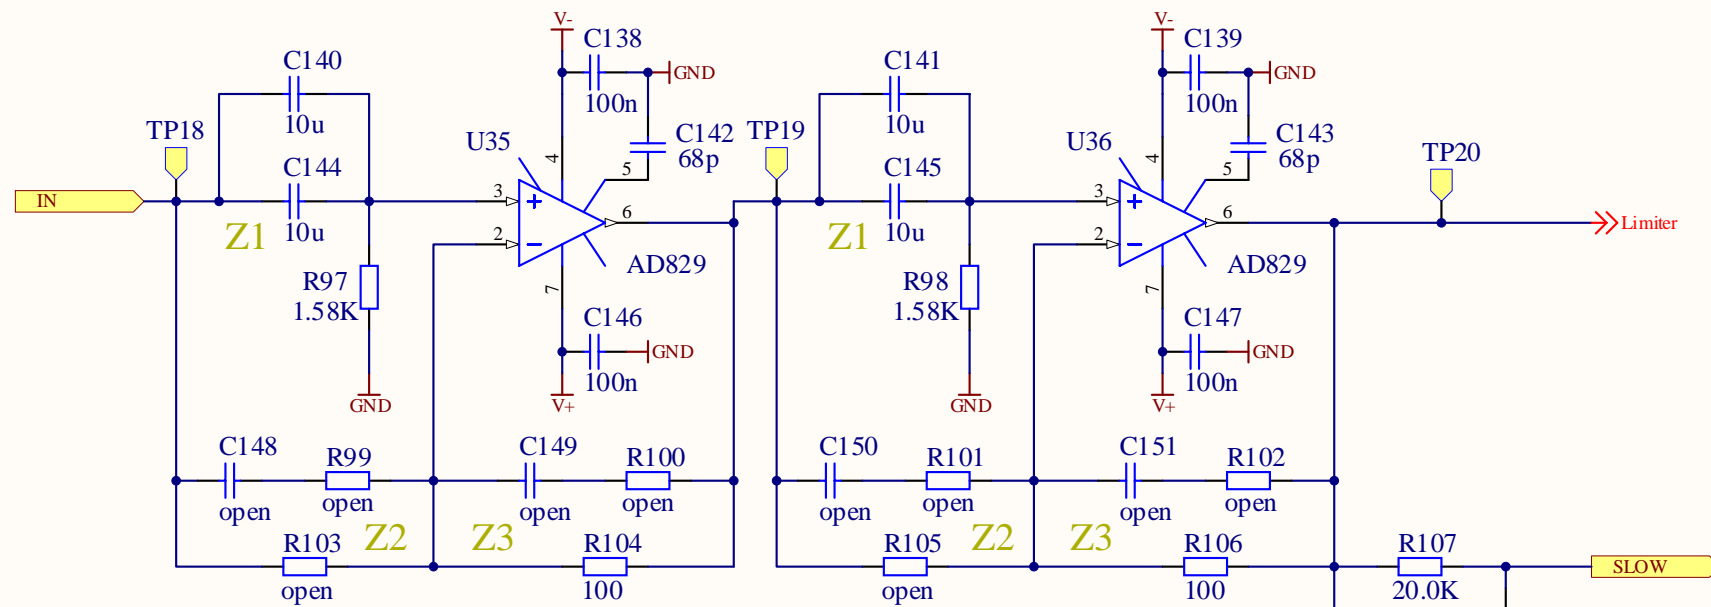 V-
C138
GND
100n
C140
10u
TP18
U35
4
5
C142
68p
C144
10u
IN
Z1
3
2
6
AD829
7
R97
1.58K
GND
C146
GND
100n
V+
C148
open
R99
open
C149
open
R100
open
R103
open
Z2
Z3
R104
100
V-
C139
GND
100n
C141
10u
TP19
U36
4
5
C143
68p
C145
10u
Z1
3
2
6
AD829
7
TP20
Limiter
R98
1.58K
GND
C147
GND
100n
V+
C150
open
R101
open
C151
open
R102
open
R105
open
Z2
Z3
R106
100
R107
20.0K
SLOW